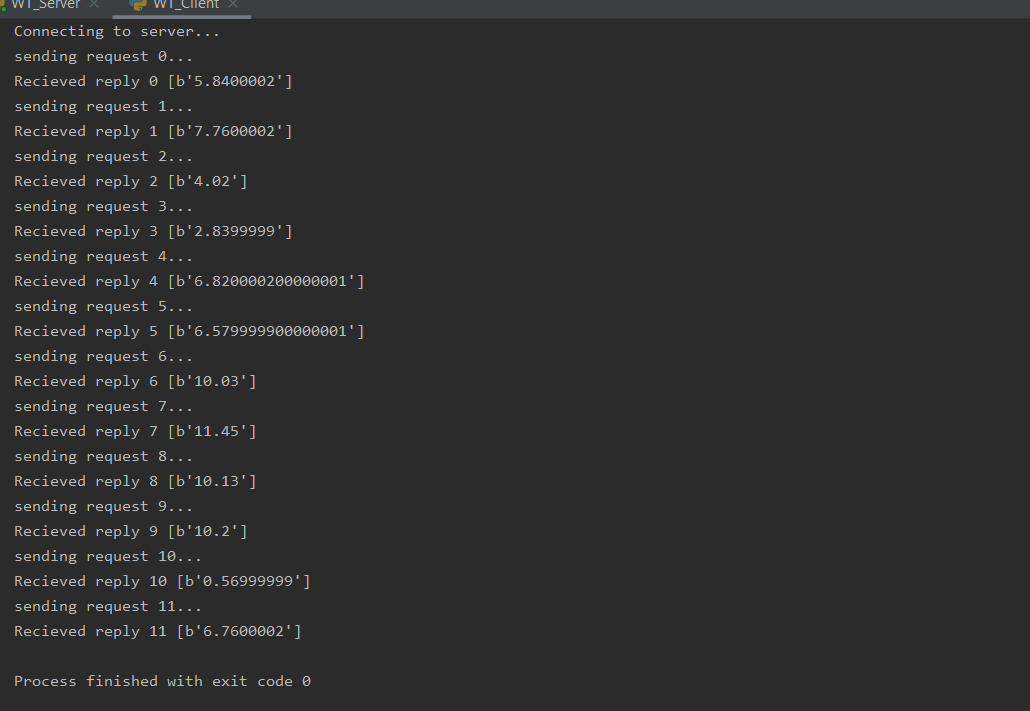 WT_Server WT_Client
Connecting to server...
sending request 0...
Recieved reply 0 [b'5.8400002']
sending request 1...
Recieved reply 1 [b'7.7600002']
sending request 2...
Recieved reply 2 [b'4.02']
sending request 3...
Recieved reply 3 [b'2.8399999']
sending request 4...
Recieved reply 4 [b'6.820000200000001']
sending request 5...
Recieved reply 5 [b'6.579999900000001']
sending request 6...
Recieved reply 6 [b'10.03']
sending request 7...
Recieved reply 7 [b'11.45']
sending request 8...
Recieved reply 8 [b'10.13']
sending request 9...
Recieved reply 9 [b'10.2']
sending request 10...
Recieved reply 10 [b'0.56999999']
sending request 11...
Recieved reply 11 [b'6.7600002']
Process finished with exit code 0